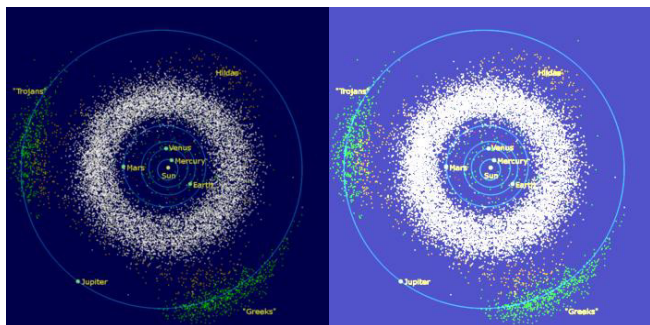 Hildas
"Trojans"
Venus
Mercury
Mars
Sun
Earth
Jupiter
"Greeks"
Hildas
"Trojans"
Venus
Mercury
Mars
Sun
Earth
Jupiter
"Greeks"